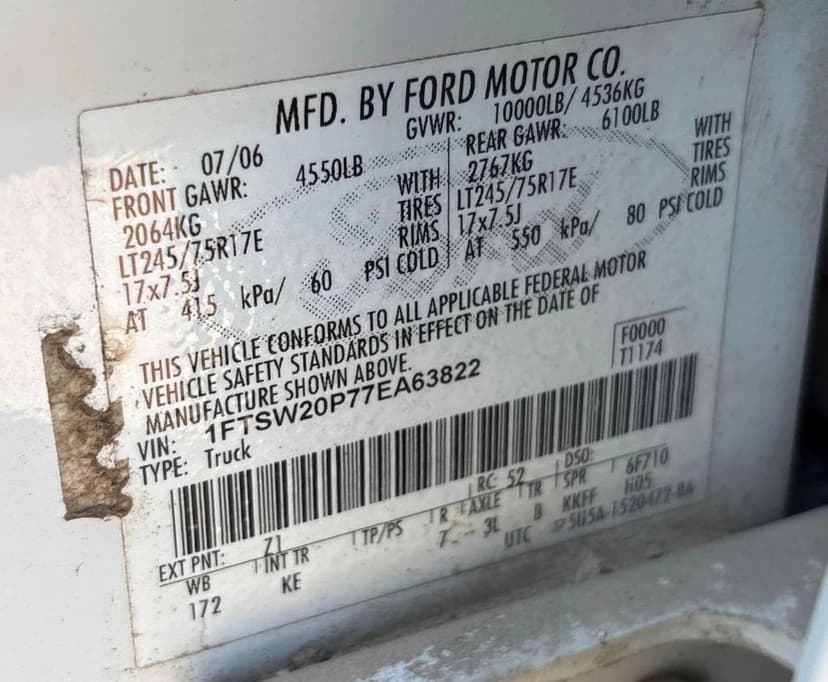 MFD. BY FORD MOTOR CO.
DATE: 07/06 GVWR: 10000LB/ 4536KG
FRONT GAWR: 4550LB REAR GAWR: 6100LB
2064KG WITH 2767KG WITH
LT245/75R17E TIRES LT245/75R17E TIRES
17x7.5J RIMS 17x7.5J RIMS
AT 415 kPa/ 60 PSI COLD AT 550 kPa/ 80 PSI COLD
THIS VEHICLE CONFORMS TO ALL APPLICABLE FEDERAL MOTOR
VEHICLE SAFETY STANDARDS IN EFFECT ON THE DATE OF
MANUFACTURE SHOWN ABOVE.
VIN: 1FTSW20P77EA63822
TYPE: Truck
F0000
T1174
EXT PNT: Z1 RC: 52 DSO: 6F710
WB INT TR TP/PS R AXLE TR SPR
172 KE 7 3L B KKFF
UTC